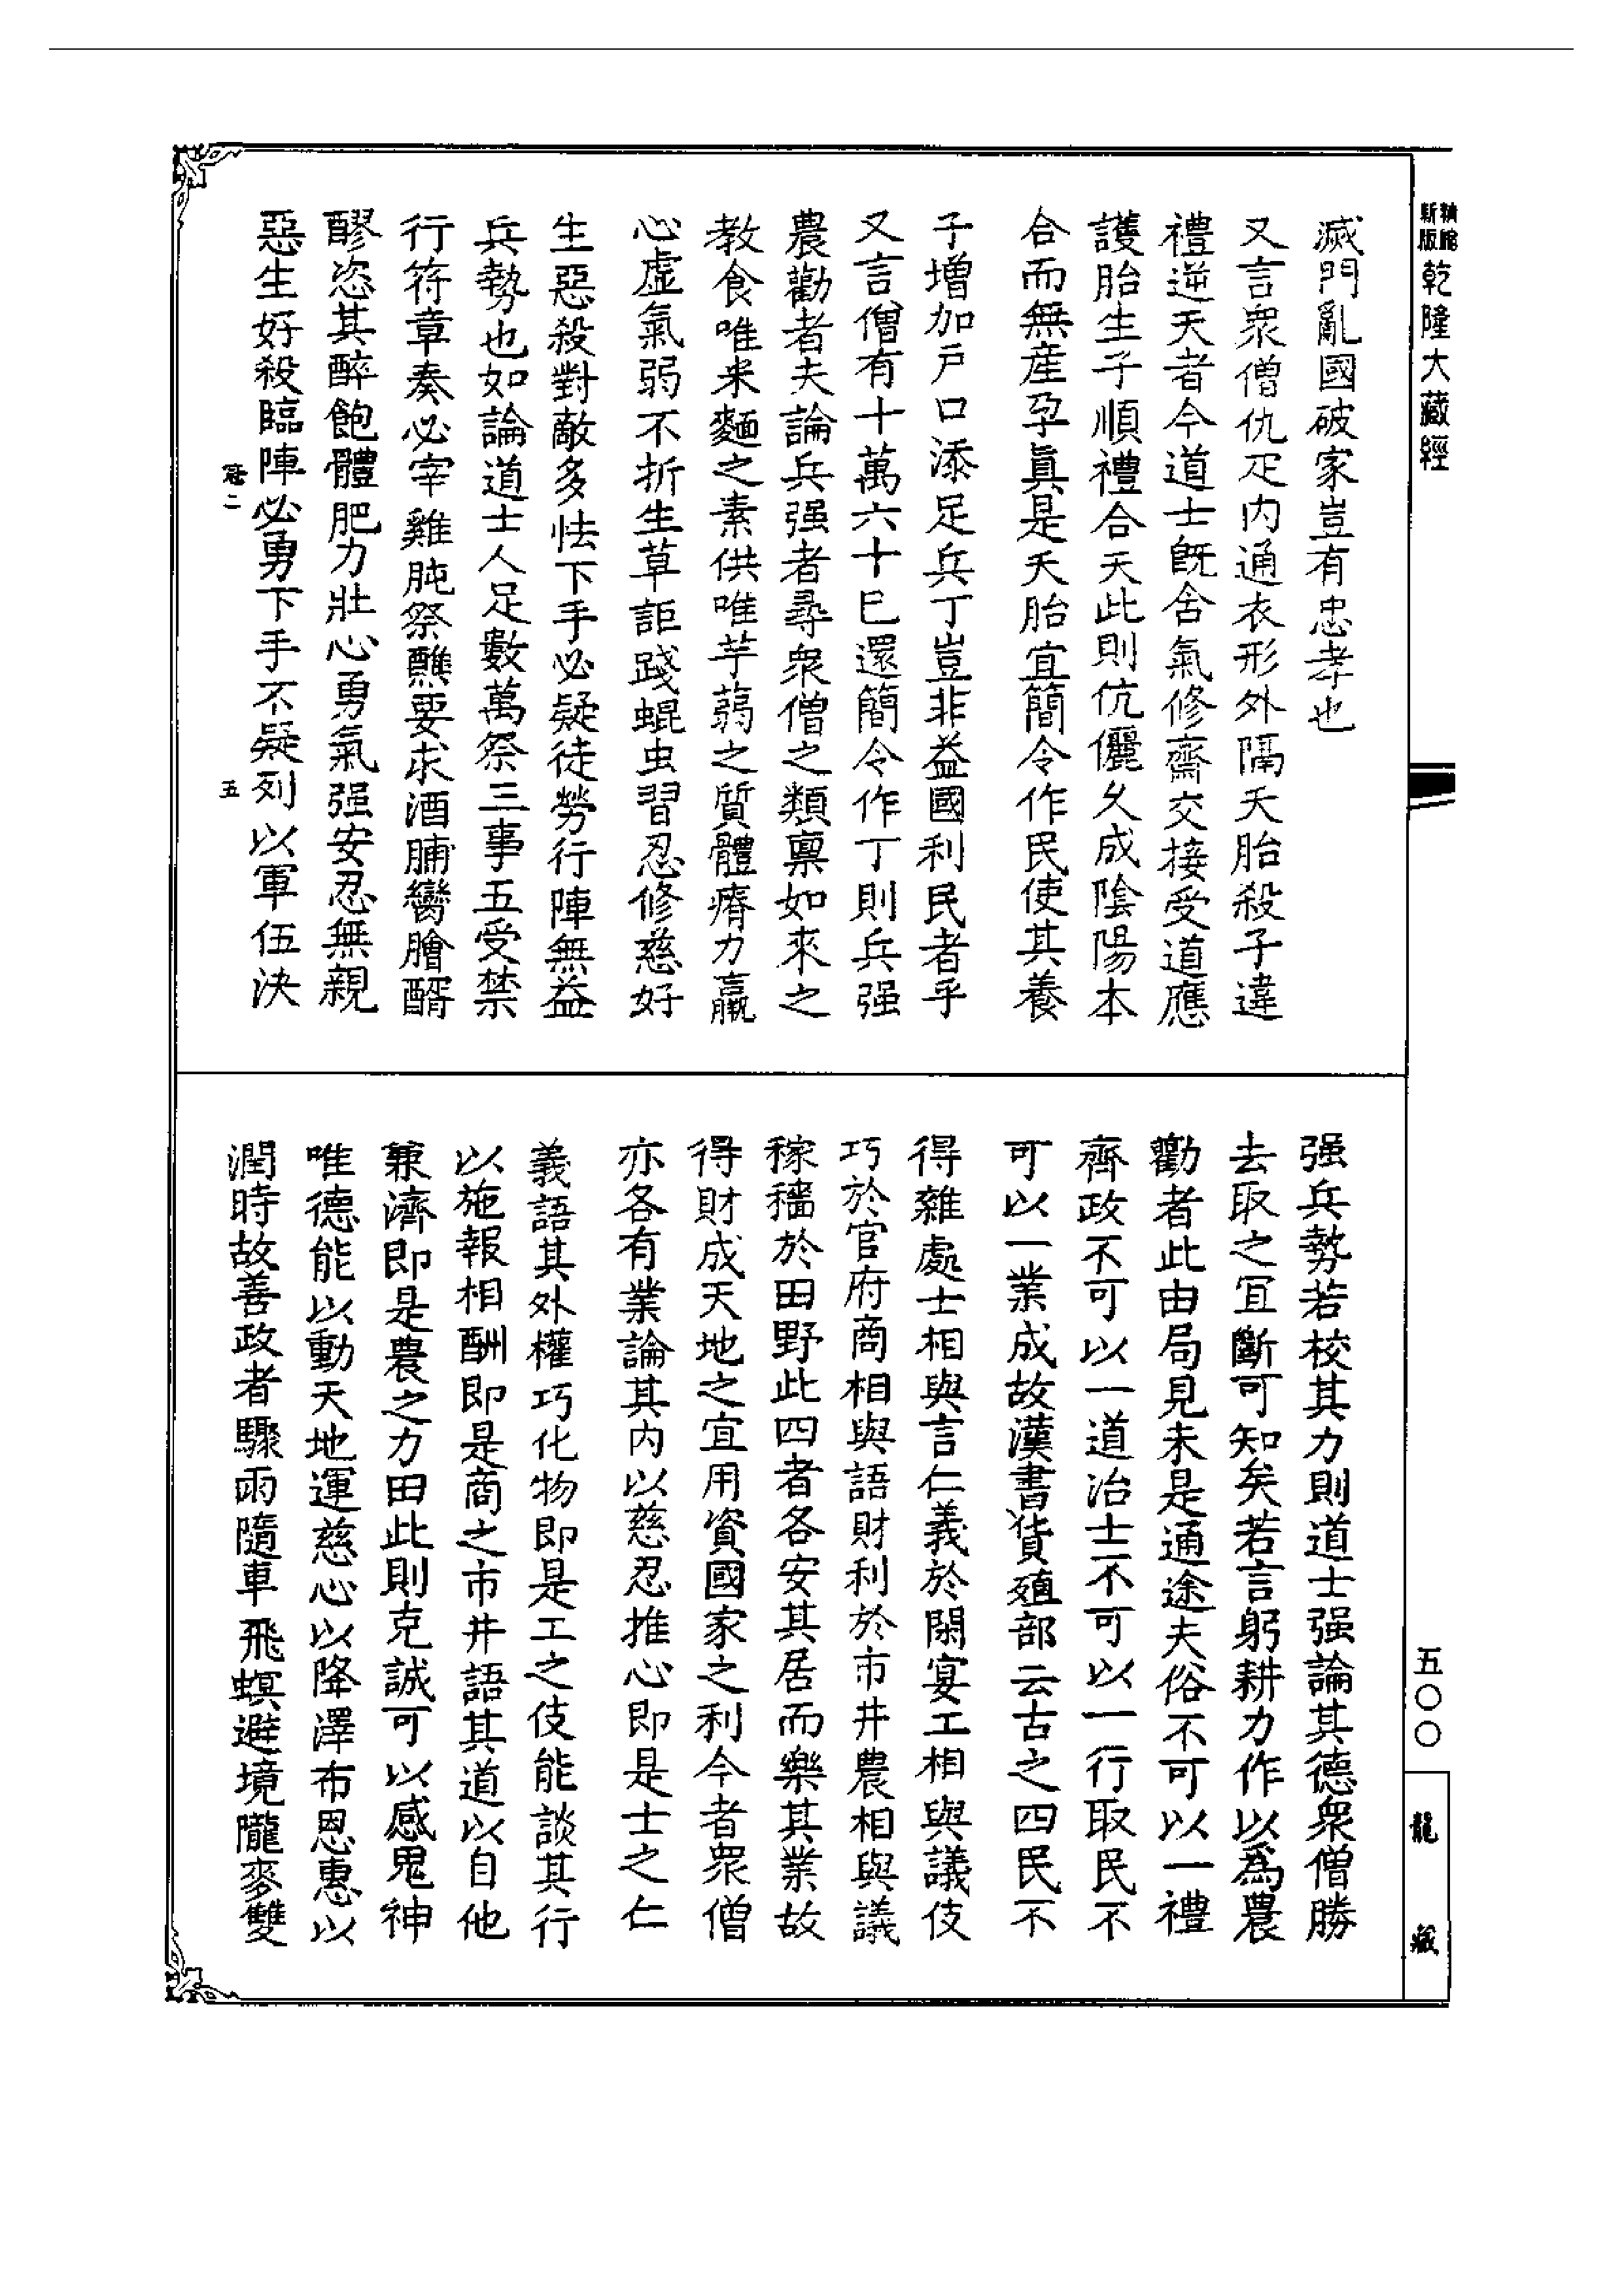 新版
乾隆大藏經
滅門亂國破家豈有忠孝也
又言衆僧仇疋内通衣形外隔夭胎殺子違
禮逆天者今道士旣含氣修齋交接受道應
護胎生子順禮合天此則伉儷久成陰陽本
合而無産孕眞是夭胎宜簡令作民使其養
子增加戶口添足兵丁豈非益國利民者乎
又言僧有十萬六十巳還簡令作丁則兵强
農勸者夫論兵强者尋衆僧之類禀如來之
教食唯米麵之素供唯芋蒻之質體瘠力羸
心虛氣弱不折生草詎踐蜫虫習忍修慈好
生惡殺對敵多怯下手必疑徒勞行陣無益
兵勢也如論道士人足數萬祭三事五受禁
行符章奏必宰雞肫祭醮要求酒脯臠膾醑
醪恣其醉飽體肥力壯心勇氣强安忍無親
惡生好殺臨陣必勇下手不疑列以軍伍決
五
强兵勢若校其力則道士强論其德衆僧勝
去取之冝斷可知矣若言躬耕力作以爲農
勸者此由局見未是通途夫俗不可以一禮
齊政不可以一道治士不可以一行取民不
可以一業成故漢書貨殖部云古之四民不
得雜處士相與言仁義於閑宴工相與議伎
巧於官府商相與語財利於市井農相與議
稼穡於田野此四者各安其居而樂其業故
得財成天地之宜用資國家之利今者衆僧
亦各有業論其内以慈忍推心即是士之仁
義語其外權巧化物即是工之伎能談其行
以施報相酬即是商之市井語其道以自他
兼濟即是農之力田此則克誠可以感鬼神
唯德能以動天地運慈心以降澤布恩惠以
潤時故善政者驟雨隨車飛螟避境隴麥雙
五〇〇
龍藏